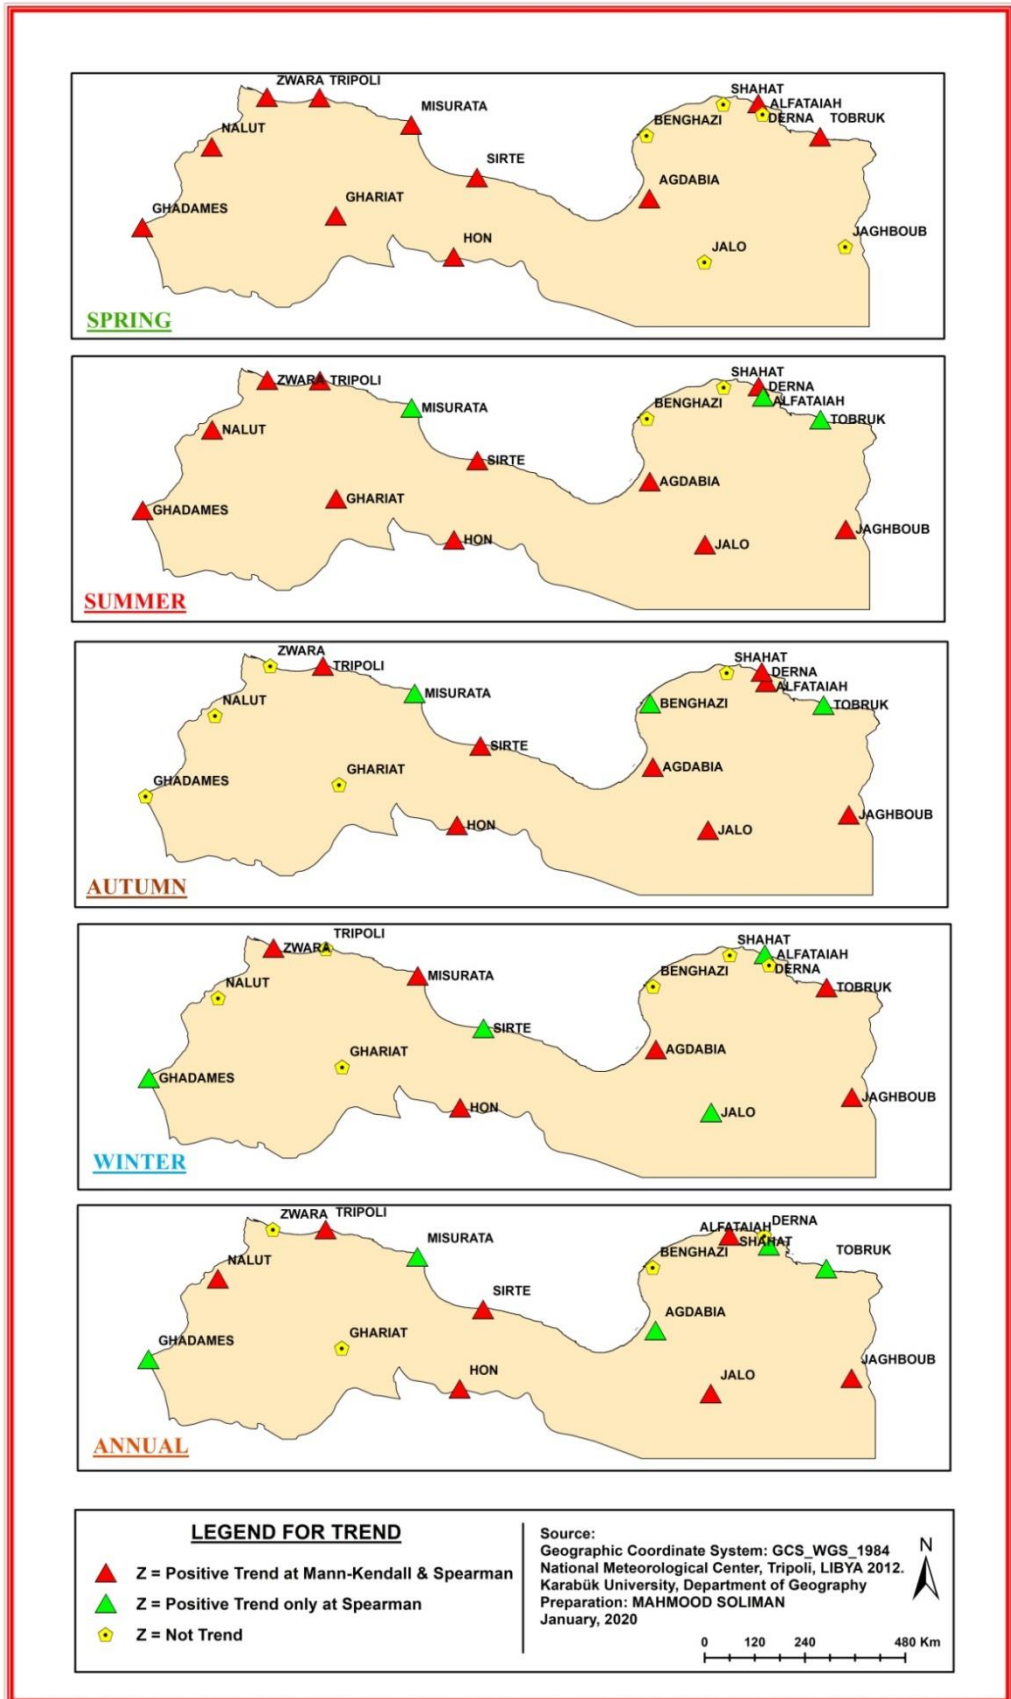 ZWARA TRIPOLI
MISURATA
NALUT
SIRTE
GHADAMES
GHARIAT
HON
SHAHAT
ALFATAIAH
BENGHAZI
DERNA
TOBRUK
AGDABIA
JALO
JAGHBOUB
SPRING
ZWARA TRIPOLI
MISURATA
NALUT
SIRTE
GHADAMES
GHARIAT
HON
SHAHAT
DERNA
ALFATAIAH
BENGHAZI
TOBRUK
AGDABIA
JALO
JAGHBOUB
SUMMER
ZWARA
TRIPOLI
MISURATA
NALUT
SIRTE
GHADAMES
GHARIAT
HON
SHAHAT
DERNA
ALFATAIAH
BENGHAZI
TOBRUK
AGDABIA
JALO
JAGHBOUB
AUTUMN
TRIPOLI
ZWARA
MISURATA
NALUT
SIRTE
GHADAMES
GHARIAT
HON
SHAHAT
ALFATAIAH
DERNA
BENGHAZI
TOBRUK
AGDABIA
JALO
JAGHBOUB
WINTER
ZWARA TRIPOLI
MISURATA
NALUT
SIRTE
GHADAMES
GHARIAT
HON
DERNA
ALFATAIAH
SHAHAT
BENGHAZI
TOBRUK
AGDABIA
JALO
JAGHBOUB
ANNUAL
LEGEND FOR TREND
Z = Positive Trend at Mann-Kendall & Spearman
Z = Positive Trend only at Spearman
Z = Not Trend
Source:
Geographic Coordinate System: GCS_WGS_1984
National Meteorological Center, Tripoli, LIBYA 2012.
Karabük University, Department of Geography
Preparation: MAHMOOD SOLIMAN
January, 2020
N
0 120 240 480 Km